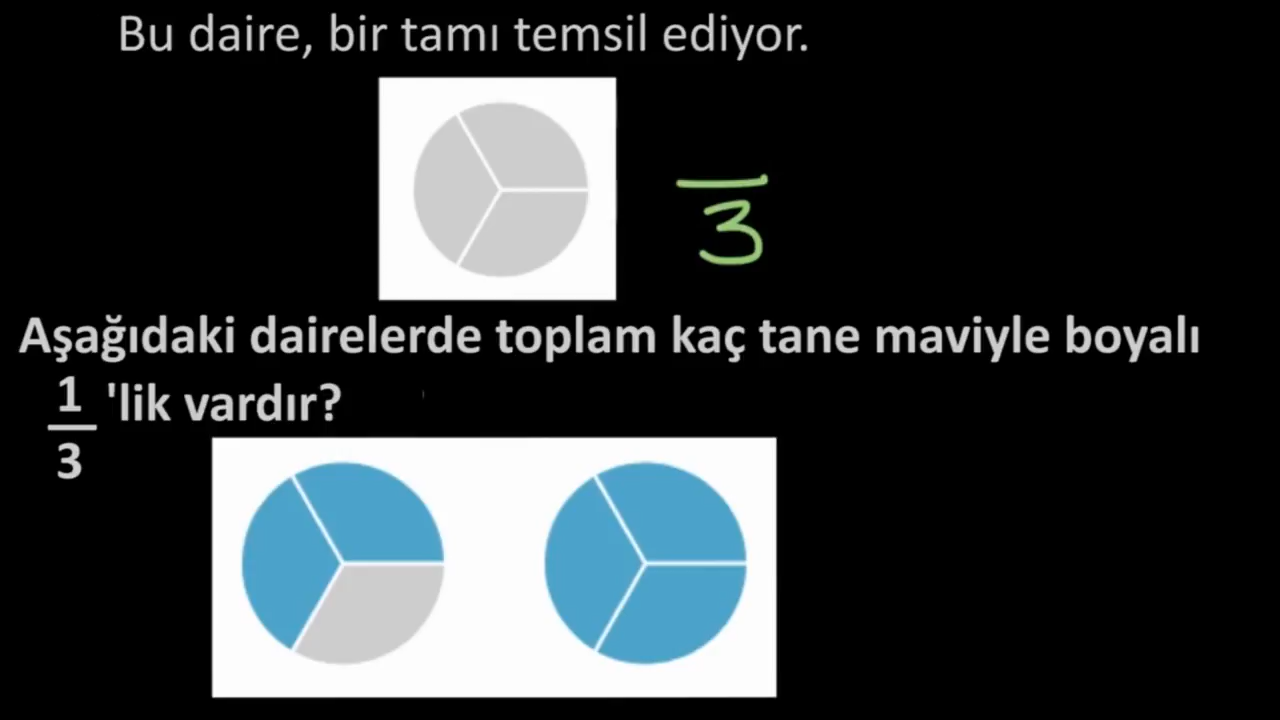 Bu daire, bir tamı temsil ediyor.
3
Aşağıdaki dairelerde toplam kaç tane maviyle boyalı
1/3 'lik vardır?